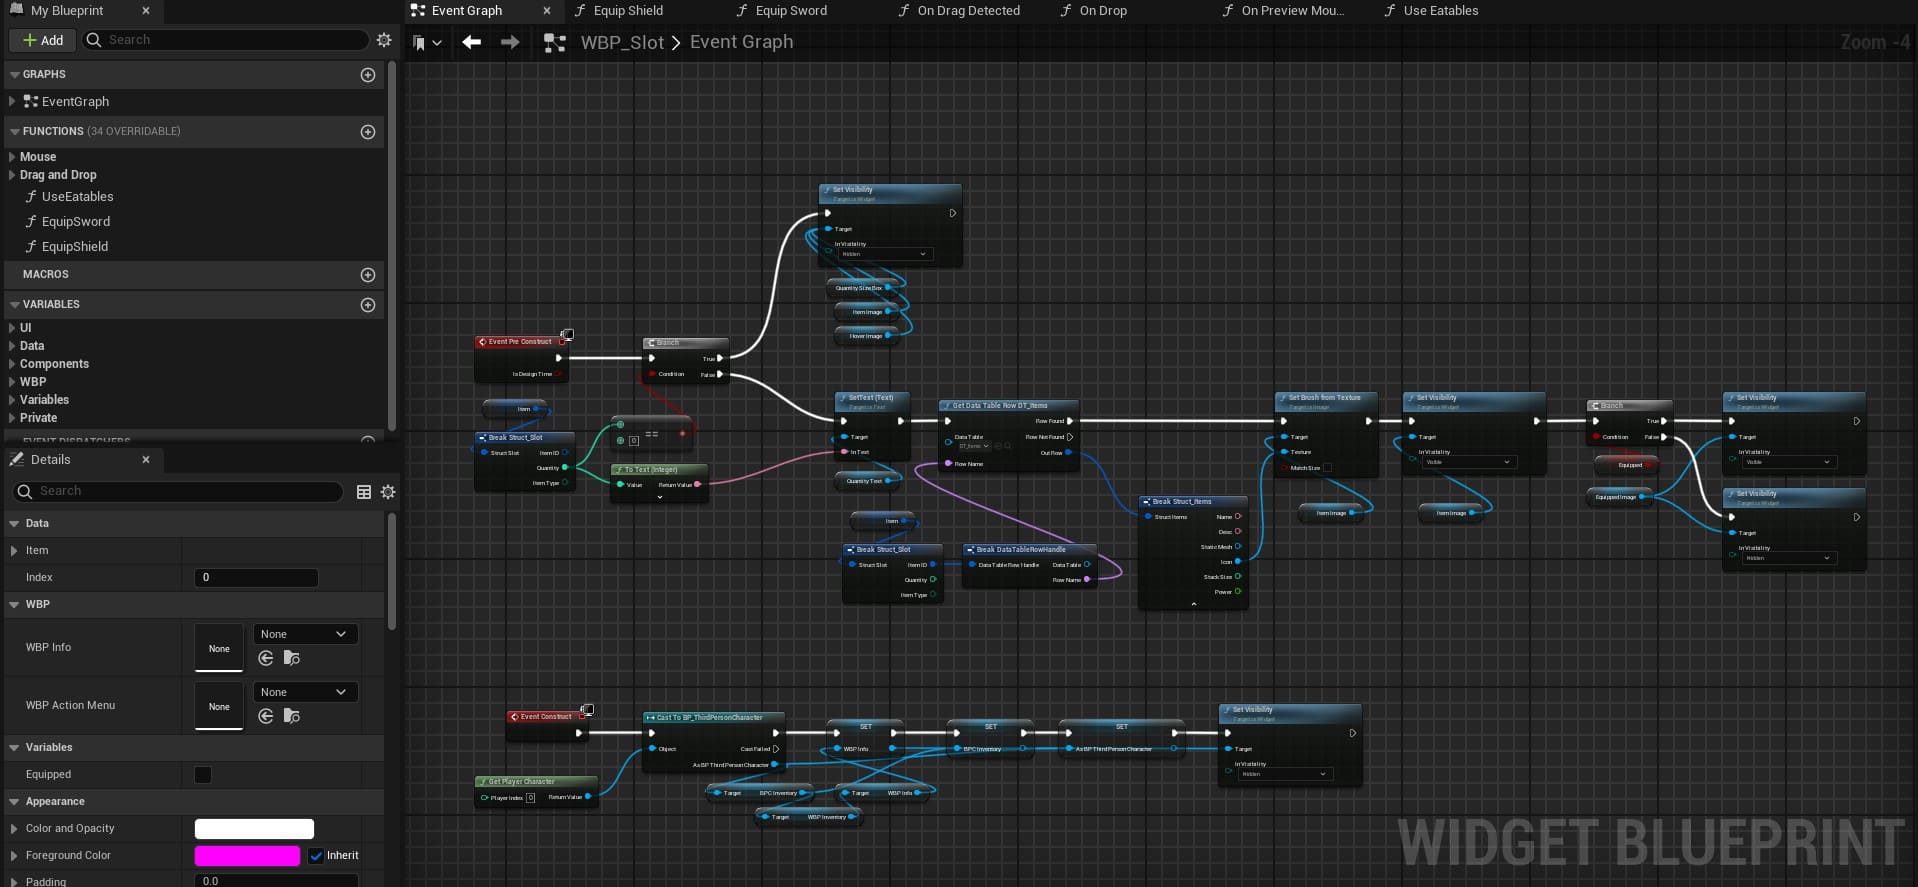 My Blueprint
Event Graph
Equip Shield
Equip Sword
On Drag Detected
On Drop
On Preview Mou...
Use Eatables
Add
Search
WBP_Slot
Event Graph
Zoom -4
GRAPHS
EventGraph
FUNCTIONS (34 OVERRIDABLE)
Mouse
Drag and Drop
UseEatables
EquipSword
EquipShield
MACROS
VARIABLES
UI
Data
Components
WBP
Variables
Private
EVENT DISPATCHERS
Details
Search
Data
Item
Index
0
WBP
WBP Info
None
None
WBP Action Menu
None
None
Variables
Equipped
Appearance
Color and Opacity
Foreground Color
Inherit
Padding
0.0
Set Visibility
Target is Widget
Target
In Visibility
Hidden
Quantity Size Box
Item Image
Hover Image
Event Pre Construct
Is Design Time
Branch
True
Condition
False
Item
Break Struct_Slot
Struct Slot
Item ID
Quantity
Item Type
0
==
To Text (Integer)
Value
Return Value
SetText (Text)
Target is Text
Target
In Text
Quantity Text
Get Data Table Row DT_Items
Row Found
Data Table
Row Not Found
DT_Items
Out Row
Row Name
Item
Break Struct_Slot
Struct Slot
Item ID
Quantity
Item Type
Break DataTableRowHandle
Data Table Row Handle
Data Table
Row Name
Break Struct_Items
Struct Items
Name
Desc
Static Mesh
Icon
Stack Size
Power
Set Brush from Texture
Target is Image
Target
Texture
Match Size
Item Image
Set Visibility
Target is Widget
Target
In Visibility
Visible
Item Image
Branch
True
Condition
False
Equipped
Equipped Image
Set Visibility
Target is Widget
Target
In Visibility
Visible
Set Visibility
Target is Widget
Target
In Visibility
Hidden
Event Construct
Get Player Character
Player Index
0
Return Value
Cast To BP_ThirdPersonCharacter
Object
Cast Failed
As BP Third Person Character
SET
WBP Info
SET
BPC Inventory
SET
As BP Third Person Character
Target
BPC Inventory
Target
WBP Info
Target
WBP Inventory
Set Visibility
Target is Widget
Target
In Visibility
Hidden
WIDGET BLUEPRINT